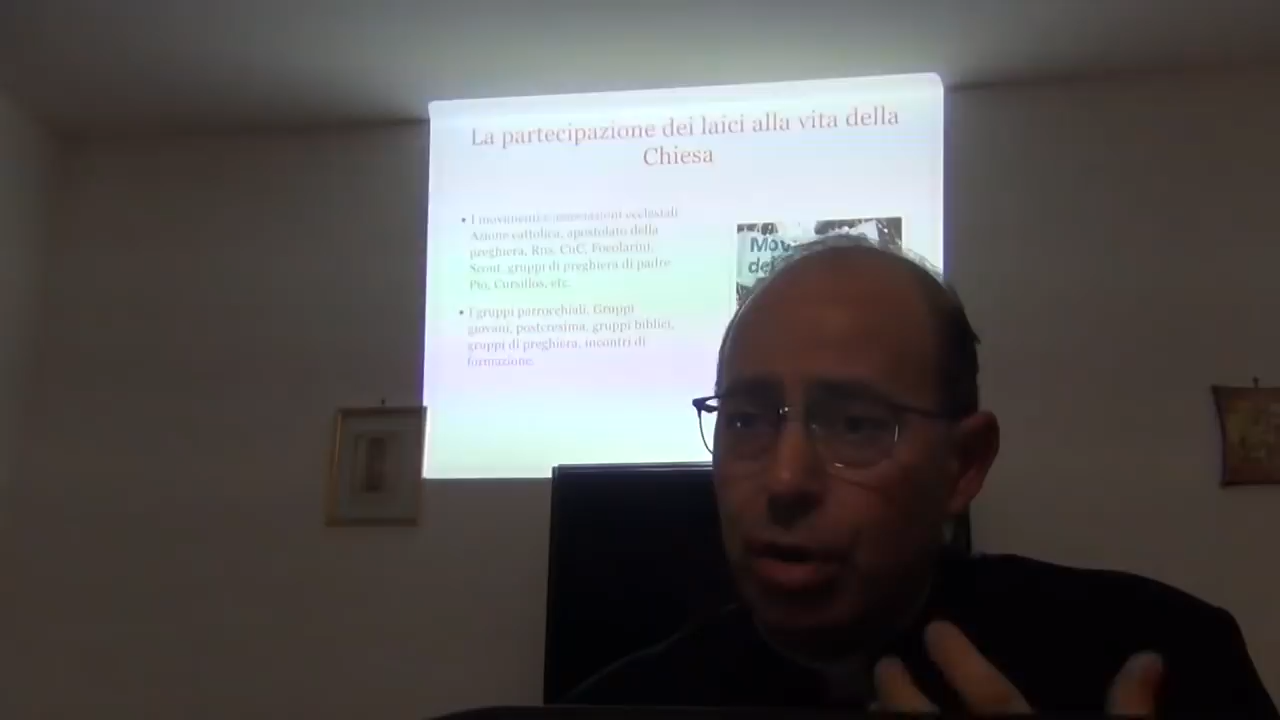 La partecipazione dei laici alla vita della
Chiesa
• I movimenti e associazioni ecclesiali
Azione cattolica, apostolato della
preghiera, Rns, CnC, Focolarini,
Scout, gruppi di preghiera di padre
Pio, Cursillos, etc.
• I gruppi parrocchiali. Gruppi
giovani, postcresima, gruppi biblici,
gruppi di preghiera, incontri di
formazione.
Mov
dei